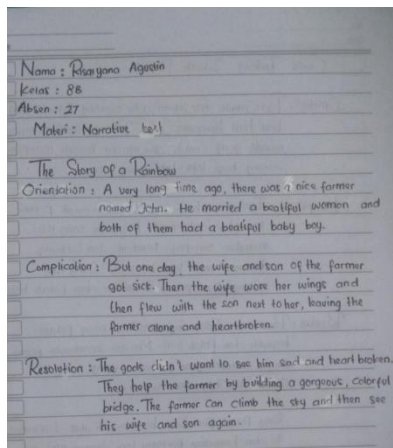 Nama : Risaryana Agustin
Kelas : 8B
Absen : 27
Materi : Narrative text
The Story of a Rainbow
Orientation : A very long time ago, there was a nice farmer
named John. He married a beatipul women and
both of them had a beatipul baby boy.
Complication : But one day, the wife and son of the farmer
got sick. Then the wife wore her wings and
then flew with the son next to her, leaving the
farmer alone and heartbroken.
Resolution : The gods didn't want to see him sad and heart broken.
They help the farmer by building a gorgeous, colorful
bridge. The farmer can climb the sky and then see
his wife and son again.